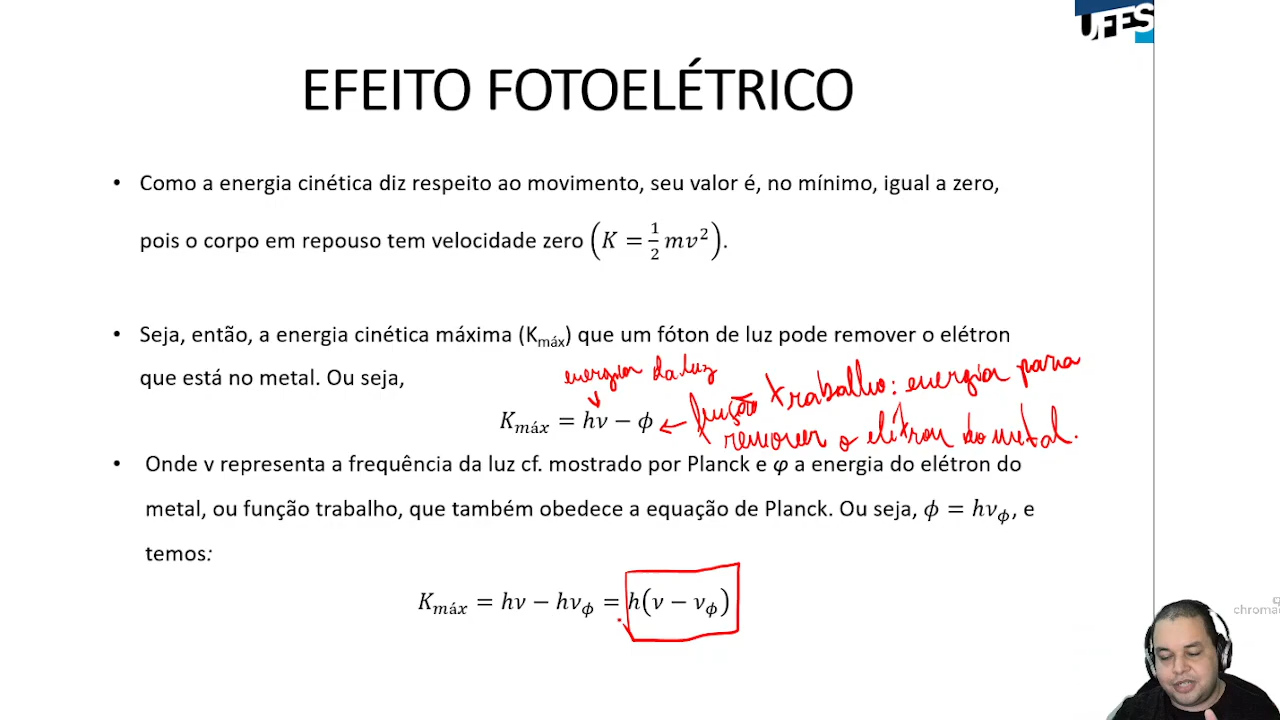 UFES
EFEITO FOTOELÉTRICO
• Como a energia cinética diz respeito ao movimento, seu valor é, no mínimo, igual a zero,
pois o corpo em repouso tem velocidade zero (K = 1/2 mv²).
• Seja, então, a energia cinética máxima (Kmáx) que um fóton de luz pode remover o elétron
que está no metal. Ou seja,
energia da luz
função trabalho: energia para
Kmáx = hν − ϕ
remover o elétron do metal.
• Onde ν representa a frequência da luz cf. mostrado por Planck e φ a energia do elétron do
metal, ou função trabalho, que também obedece a equação de Planck. Ou seja, ϕ = hνϕ, e
temos:
Kmáx = hν − hνϕ = h(ν − νϕ)